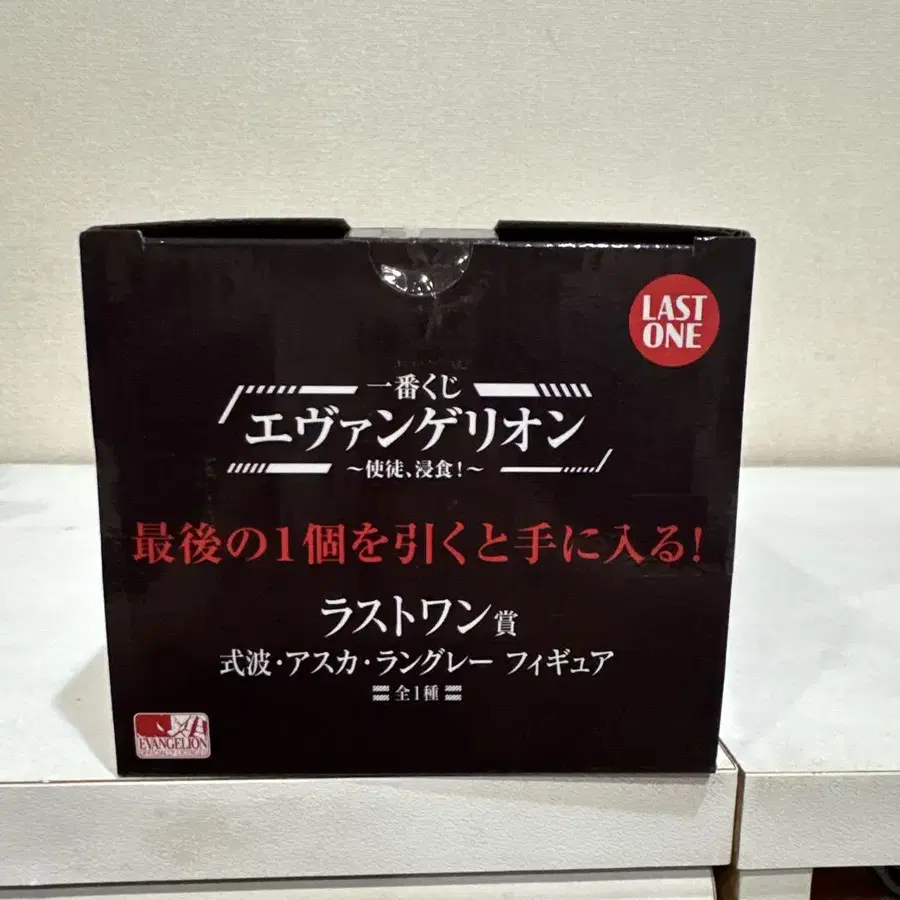 LAST
ONE
一番くじ
エヴァンゲリオン
～使徒、浸食！～
最後の1個を引くと手に入る！
ラストワン賞
式波・アスカ・ラングレー フィギュア
全1種
EVANGELION